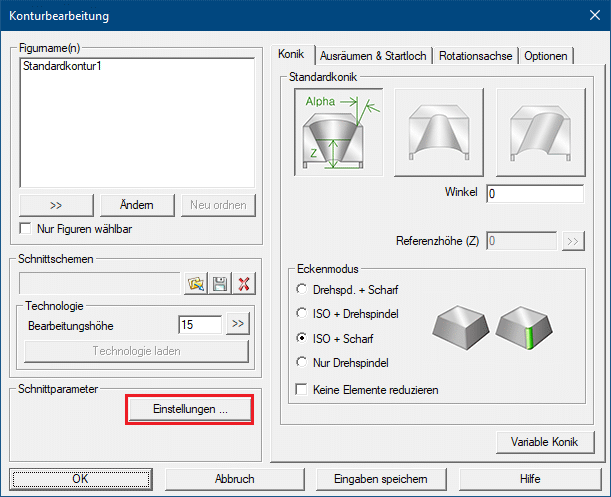 Konturbearbeitung
Figurname(n)
Standardkontur1
>>
Ändern
Neu ordnen
Nur Figuren wählbar
Schnittschemen
Technologie
Bearbeitungshöhe
15
>>
Technologie laden
Schnittparameter
Einstellungen ...
Konik
Ausräumen & Startloch
Rotationsachse
Optionen
Standardkonik
Alpha
Z
Winkel
0
Referenzhöhe (Z)
0
>>
Eckenmodus
Drehspd. + Scharf
ISO + Drehspindel
ISO + Scharf
Nur Drehspindel
Keine Elemente reduzieren
Variable Konik
OK
Abbruch
Eingaben speichern
Hilfe